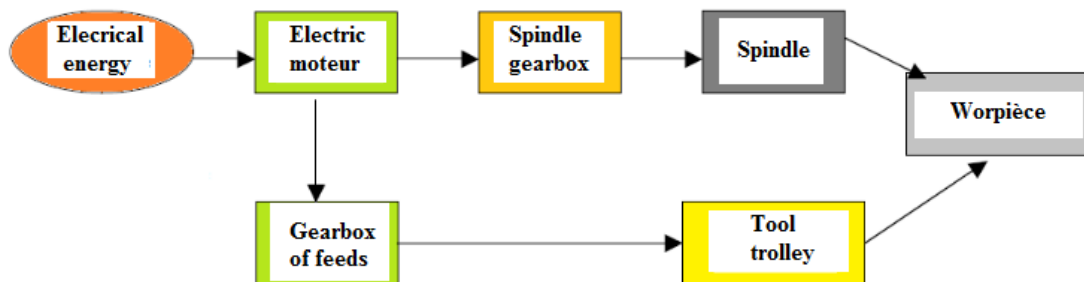 Elecrical
energy
Electric
moteur
Spindle
gearbox
Spindle
Worpièce
Gearbox
of feeds
Tool
trolley